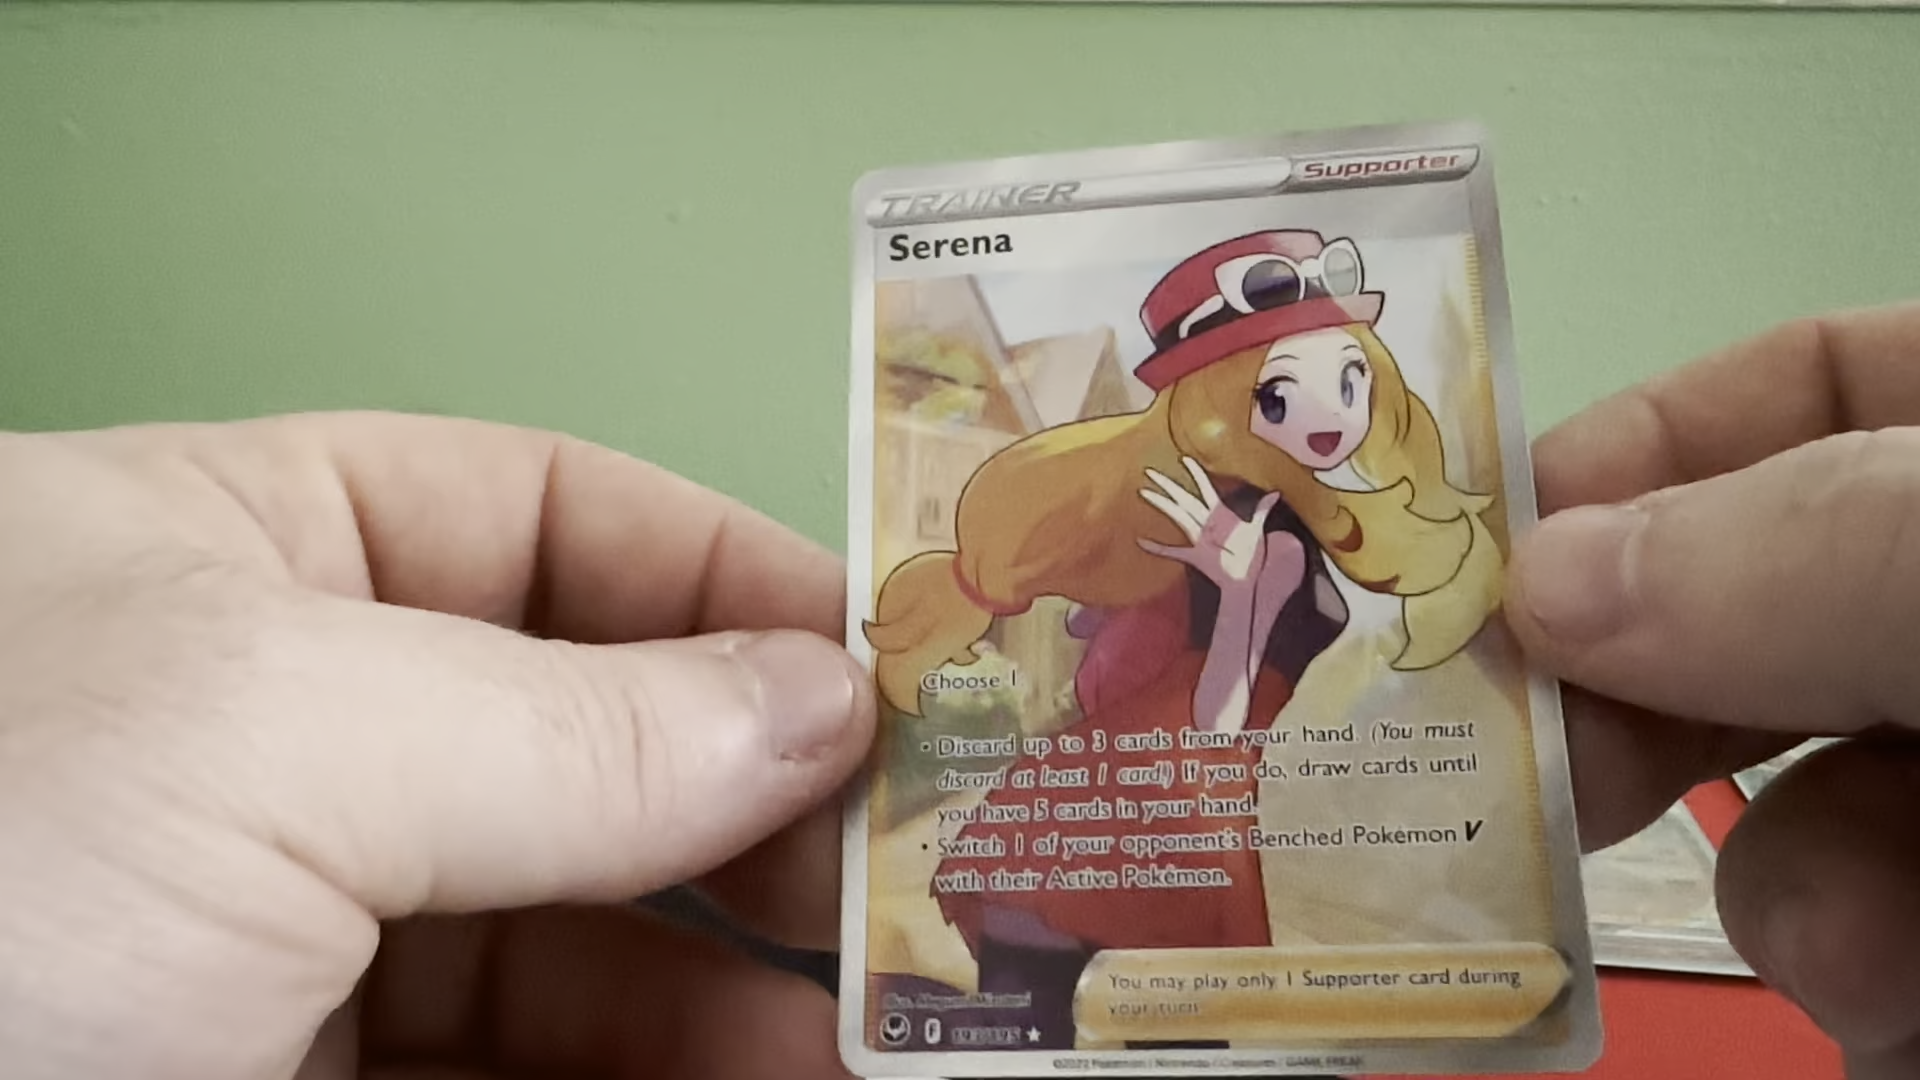 TRAINER
Supporter
Serena
Choose 1
• Discard up to 3 cards from your hand. (You must
discard at least 1 card.) If you do, draw cards until
you have 5 cards in your hand.
• Switch 1 of your opponent's Benched Pokémon V
with their Active Pokémon.
You may play only 1 Supporter card during
your turn.
F
©2022 Pokémon / Nintendo / Creatures / GAME FREAK